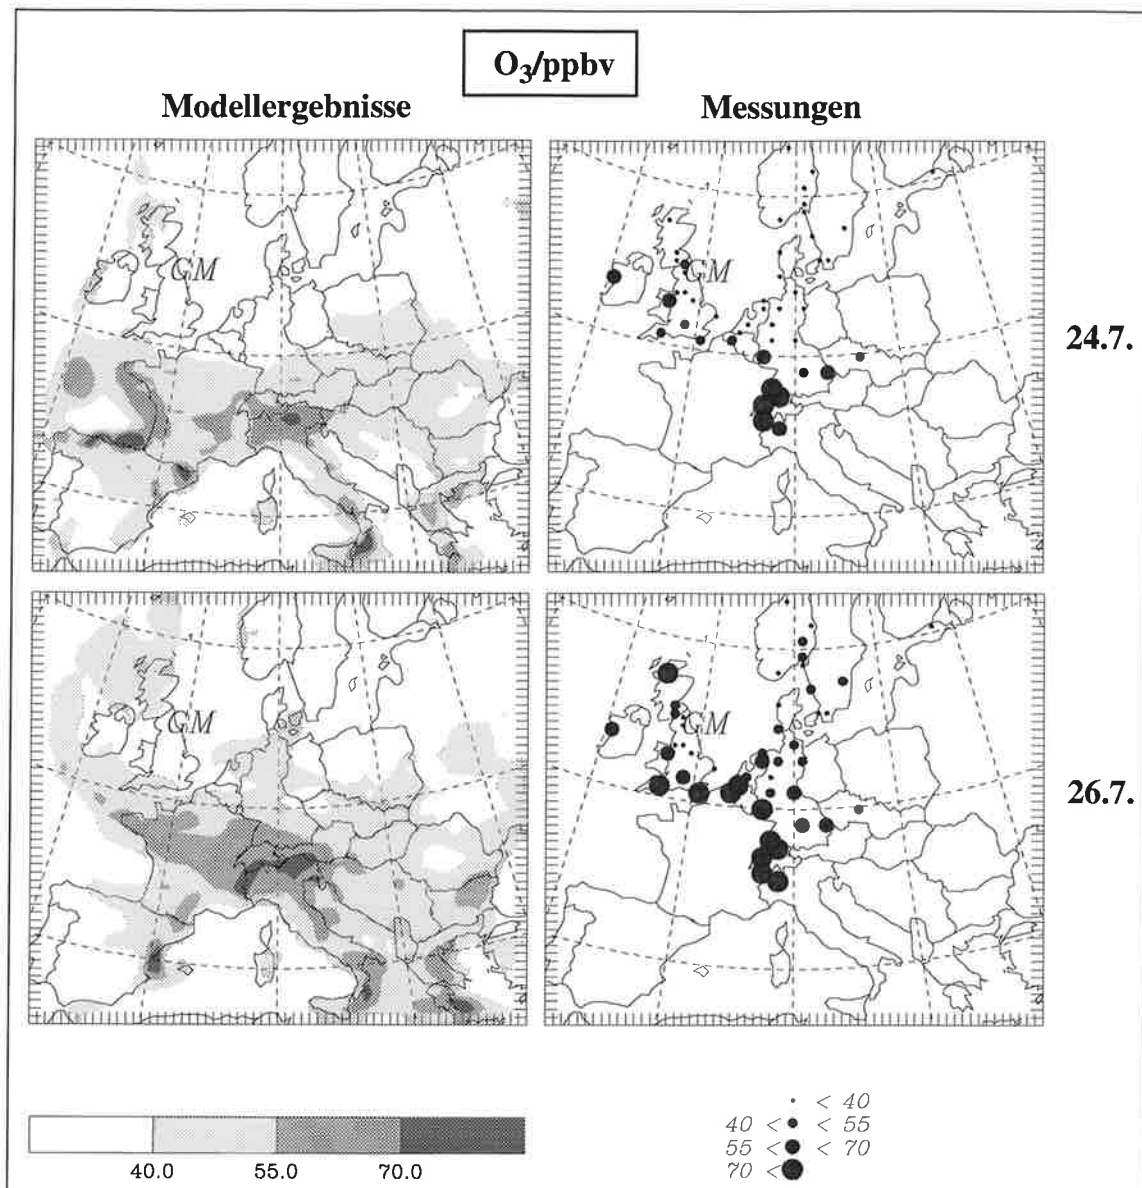 O₃/ppbv
Modellergebnisse
Messungen
GM
GM
24.7.
GM
GM
26.7.
40.0 55.0 70.0
< 40
40 < < 55
55 < < 70
70 <